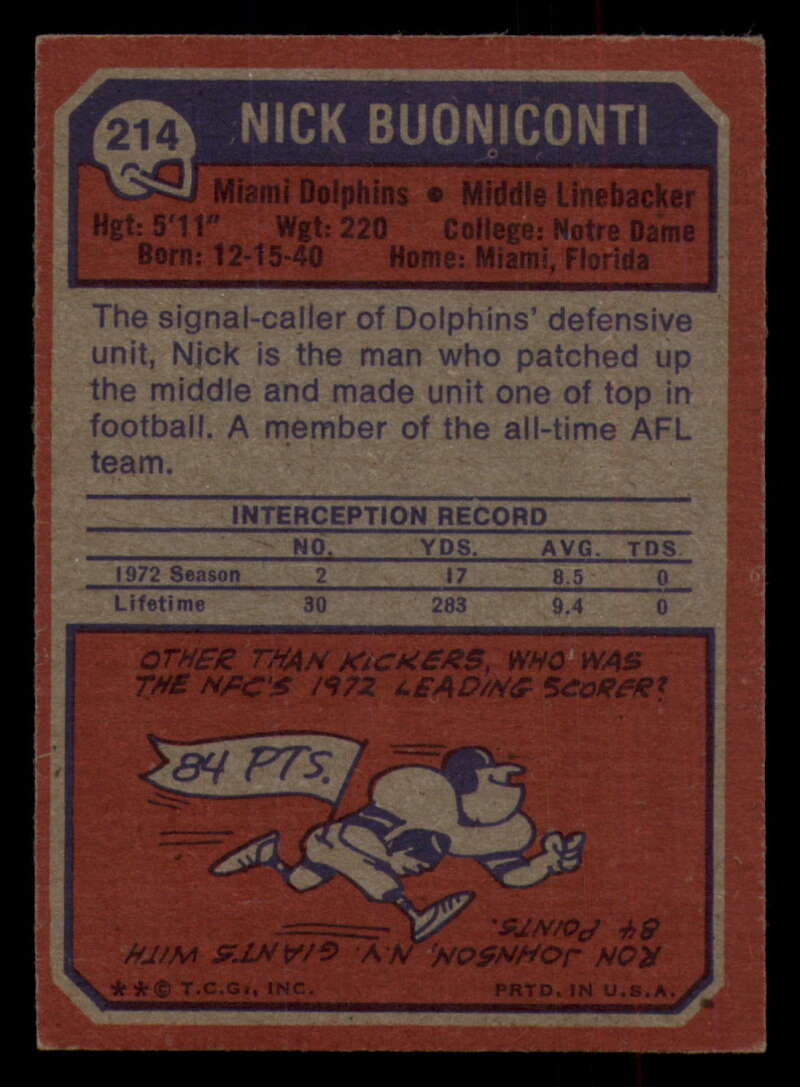 214
NICK BUONICONTI
Miami Dolphins ● Middle Linebacker
Hgt: 5'11" Wgt: 220 College: Notre Dame
Born: 12-15-40 Home: Miami, Florida
The signal-caller of Dolphins' defensive
unit, Nick is the man who patched up
the middle and made unit one of top in
football. A member of the all-time AFL
team.
INTERCEPTION RECORD
NO. YDS. AVG. TDS.
1972 Season 2 17 8.5 0
Lifetime 30 283 9.4 0
OTHER THAN KICKERS, WHO WAS
THE NFC'S 1972 LEADING SCORER?
84 PTS.
RON JOHNSON, N.Y. GIANTS WITH
84 POINTS.
**© T.C.G., INC. PRTD. IN U.S.A.